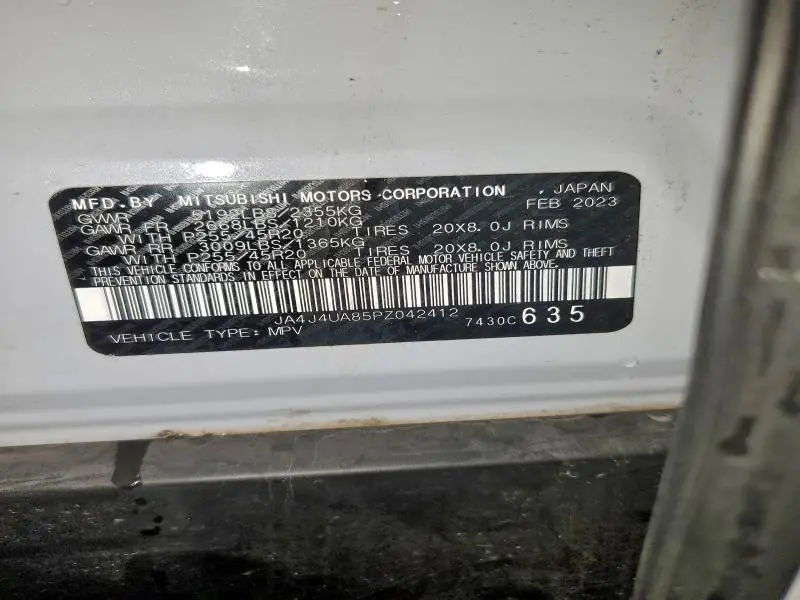 MFD.BY MITSUBISHI MOTORS CORPORATION , JAPAN
GWWR 5192LBS/2355KG FEB 2023
GAWR FR 2668LBS/1210KG
WITH P255/45R20 TIRES 20X8.0J RIMS
GAWR RR 3009LBS/1365KG
WITH P255/45R20 TIRES 20X8.0J RIMS
THIS VEHICLE CONFORMS TO ALL APPLICABLE FEDERAL MOTOR VEHICLE SAFETY AND THEFT
PREVENTION STANDARDS IN EFFECT ON THE DATE OF MANUFACTURE SHOWN ABOVE.
JA4J4UA85PZ042412 7430C 635
VEHICLE TYPE: MPV